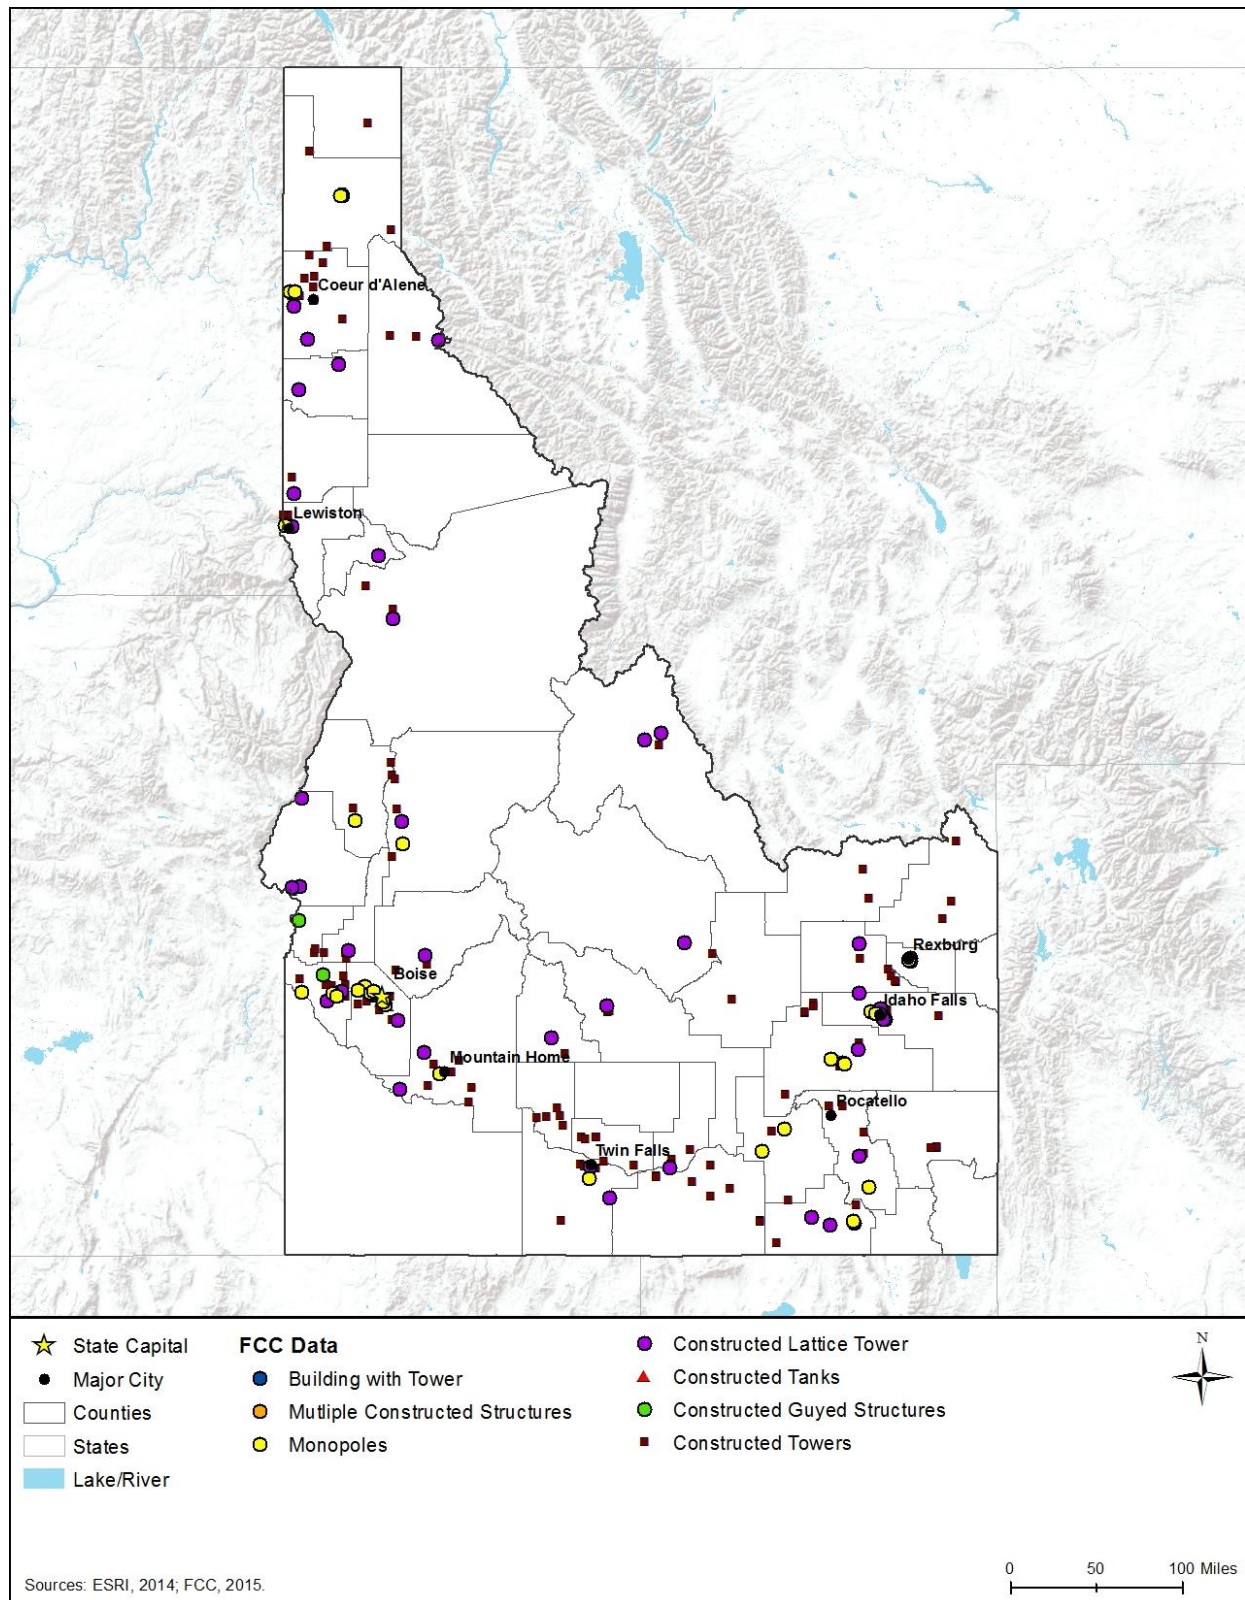 Coeur d'Alene
Lewiston
Rexburg
Boise
Idaho Falls
Mountain Home
Pocatello
Twin Falls
State Capital
Major City
Counties
States
Lake/River
FCC Data
Building with Tower
Mutliple Constructed Structures
Monopoles
Constructed Lattice Tower
Constructed Tanks
Constructed Guyed Structures
Constructed Towers
N
0 50 100 Miles
Sources: ESRI, 2014; FCC, 2015.